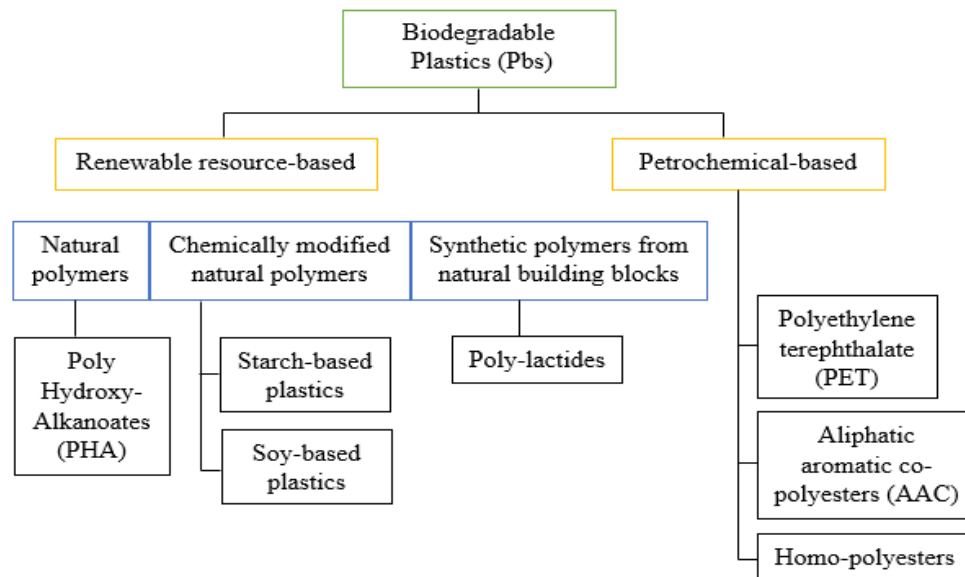 Biodegradable
Plastics (Pbs)
Renewable resource-based
Petrochemical-based
Natural
polymers
Chemically modified
natural polymers
Synthetic polymers from
natural building blocks
Poly
Hydroxy-
Alkanoates
(PHA)
Starch-based
plastics
Soy-based
plastics
Poly-lactides
Polyethylene
terephthalate
(PET)
Aliphatic
aromatic co-
polyesters (AAC)
Homo-polyesters